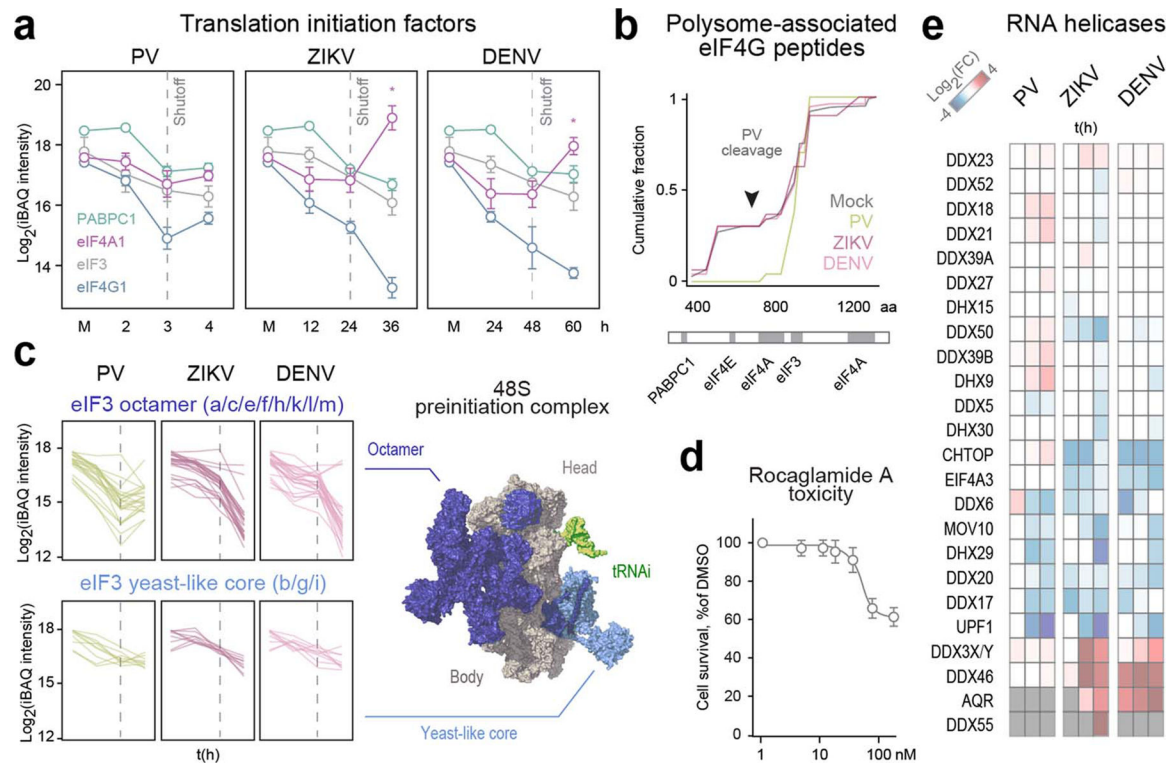 a
Translation initiation factors
PV
ZIKV
DENV
Log2(iBAQ intensity)
20
18
16
14
Shutoff
Shutoff
Shutoff
*
*
PABPC1
eIF4A1
eIF3
eIF4G1
M 2 3 4
M 12 24 36
M 24 48 60 h
b
Polysome-associated
eIF4G peptides
Cumulative fraction
1
0.5
0
PV
cleavage
Mock
PV
ZIKV
DENV
400 800 1200 aa
PABPC1
eIF4E
eIF4A
eIF3
eIF4A
c
PV
ZIKV
DENV
eIF3 octamer (a/c/e/f/h/k/l/m)
Log2(iBAQ intensity)
18
15
12
eIF3 yeast-like core (b/g/i)
Log2(iBAQ intensity)
18
15
12
t(h)
48S
preinitiation complex
Octamer
Head
tRNAi
Body
Yeast-like core
d
Rocaglamide A
toxicity
Cell survival, %of DMSO
100
80
60
40
20
0
1 10 100 nM
e
RNA helicases
Log2(FC)
-4
4
PV
ZIKV
DENV
t(h)
DDX23
DDX52
DDX18
DDX21
DDX39A
DDX27
DHX15
DDX50
DDX39B
DHX9
DDX5
DHX30
CHTOP
EIF4A3
DDX6
MOV10
DHX29
DDX20
DDX17
UPF1
DDX3X/Y
DDX46
AQR
DDX55